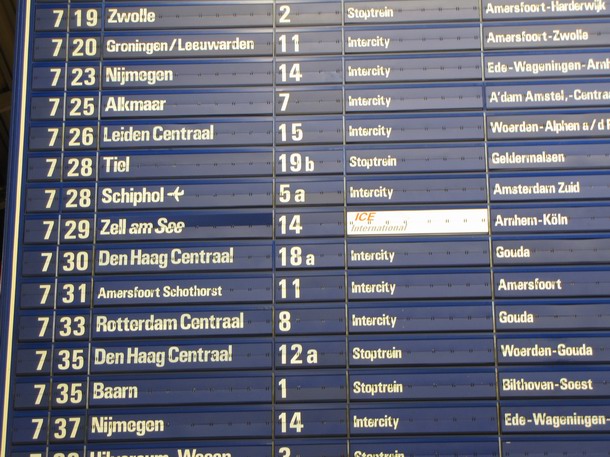 7 19 Zwolle 2 Stoptrein Amersfoort-Harderwijk
7 20 Groningen/Leeuwarden 11 Intercity Amersfoort-Zwolle
7 23 Nijmegen 14 Intercity Ede-Wageningen-Arnh
7 25 Alkmaar 7 Intercity A'dam Amstel,-Centraa
7 26 Leiden Centraal 15 Intercity Woerden-Alphen a/d R
7 28 Tiel 19b Stoptrein Geldermalsen
7 28 Schiphol 5a Intercity Amsterdam Zuid
7 29 Zell am See 14 ICE International Arnhem-Köln
7 30 Den Haag Centraal 18a Intercity Gouda
7 31 Amersfoort Schothorst 11 Intercity Amersfoort
7 33 Rotterdam Centraal 8 Intercity Gouda
7 35 Den Haag Centraal 12a Stoptrein Woerden-Gouda
7 35 Baarn 1 Stoptrein Bilthoven-Soest
7 37 Nijmegen 14 Intercity Ede-Wageningen-